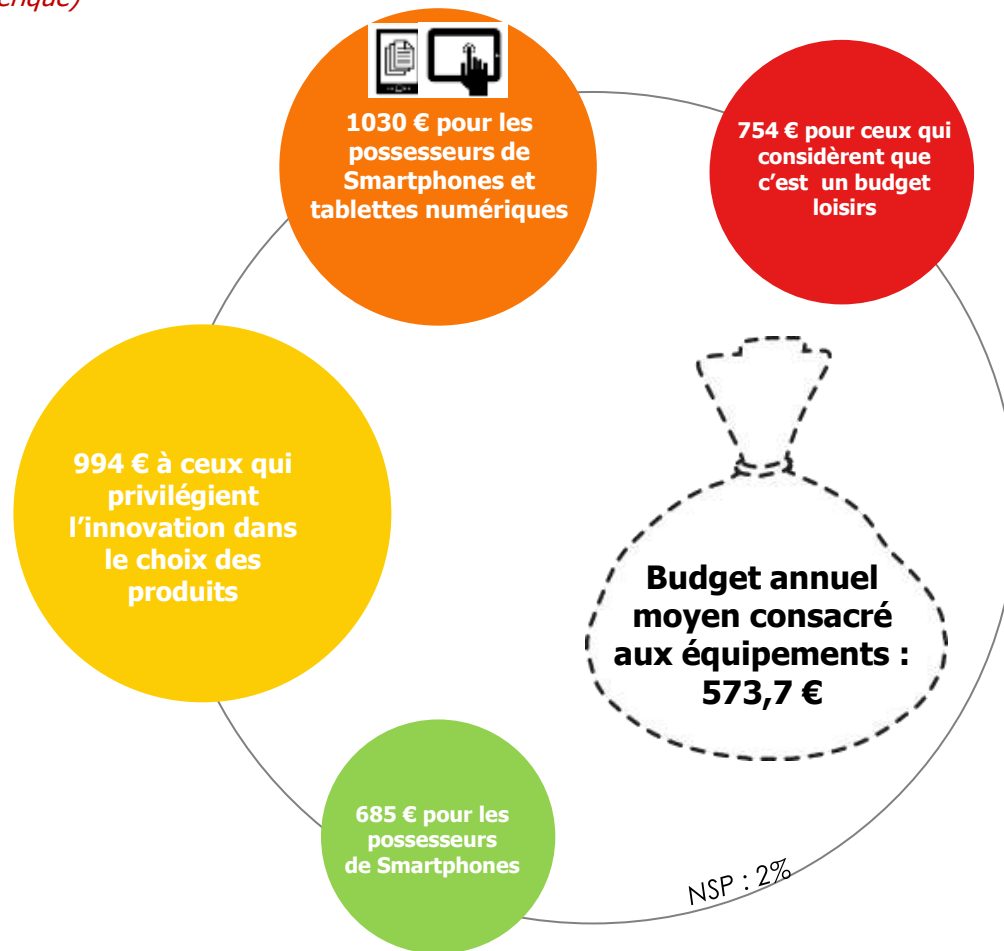 1030 € pour les
possesseurs de
Smartphones et
tablettes numériques
754 € pour ceux qui
considèrent que
c’est un budget
loisirs
994 € à ceux qui
privilégient
l’innovation dans
le choix des
produits
Budget annuel
moyen consacré
aux équipements :
573,7 €
685 € pour les
possesseurs
de Smartphones
NSP : 2%